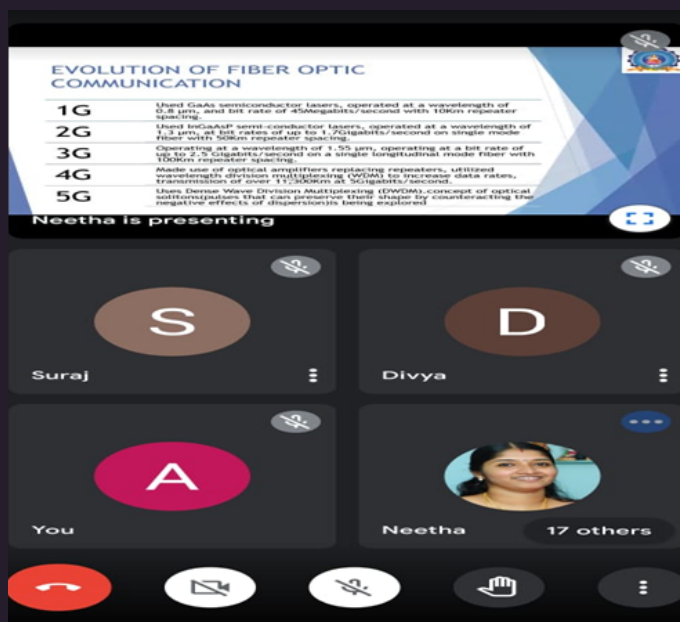 EVOLUTION OF FIBER OPTIC
COMMUNICATION
1G
Used GaAs semiconductor lasers, operated at a wavelength of
0.8 µm, and bit rate of 45Megabits/second with 10Km repeater
spacing.
2G
Used InGaAsP semi-conductor lasers, operated a wavelength of
1.3 µm, at bit rates of up to 1.7Gigabits/second on single mode
fiber with 50Km repeater spacing.
3G
Operating at a wavelength of 1.55 µm, operating at a bit rate of
up to 2.5 Gigabits/second on a single longitudinal mode fiber with
100Km repeater spacing.
4G
Made use of optical amplifiers replacing repeaters, utilized
wavelength division multiplexing (WDM) to increase data rates,
transmission of over 11,300Km at 5Gigabits/second.
5G
Uses Dense Wave Division Multiplexing (DWDM).concept of optical
solitons(pulses that can preserve their shape by counteracting the
negative effects of dispersion)is being explored
Neetha is presenting
S
Suraj
D
Divya
A
You
Neetha
17 others